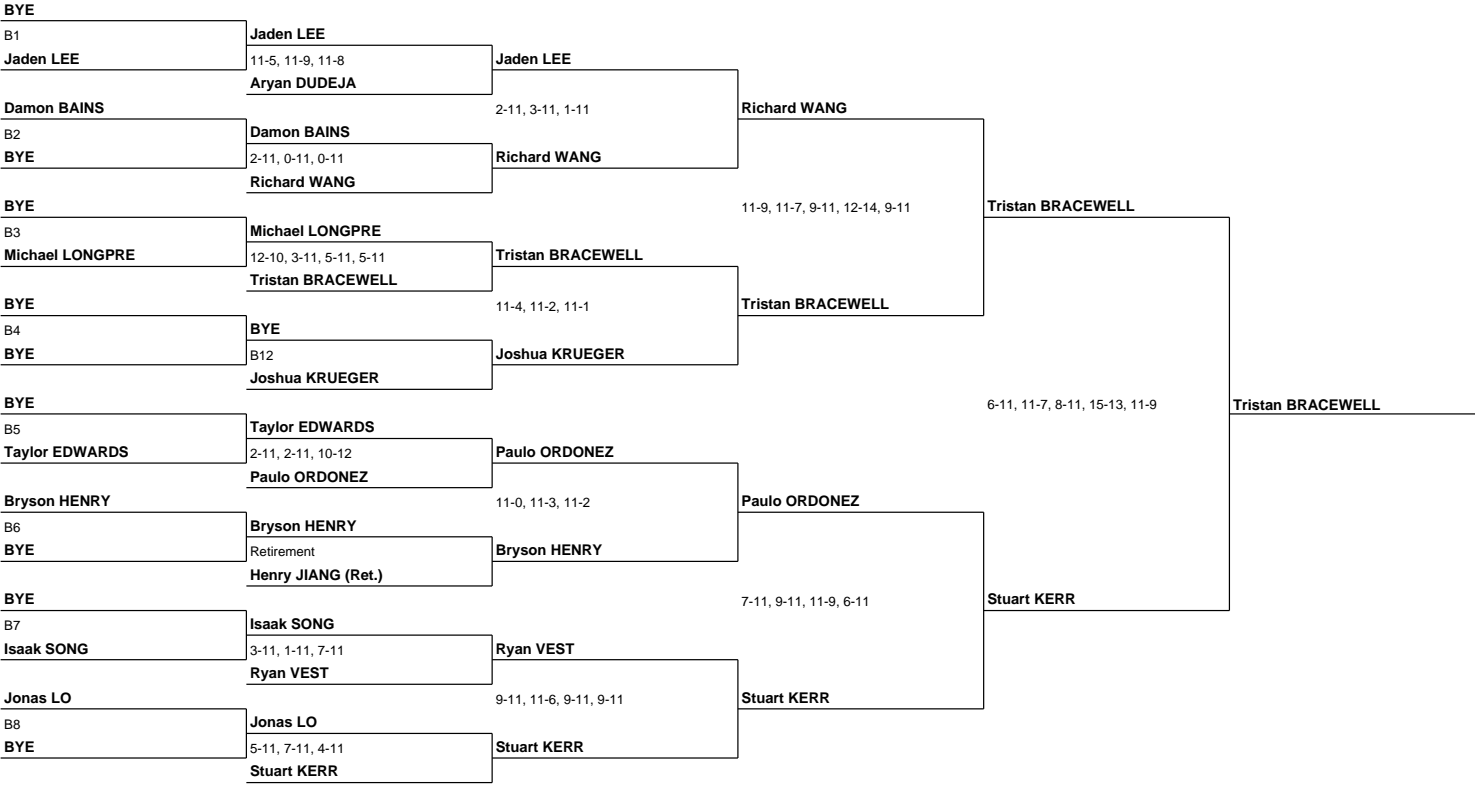 BYE
B1
Jaden LEE
Damon BAINS
B2
BYE
BYE
B3
Michael LONGPRE
BYE
B4
BYE
BYE
B5
Taylor EDWARDS
Bryson HENRY
B6
BYE
BYE
B7
Isaak SONG
Jonas LO
B8
BYE
Jaden LEE
11-5, 11-9, 11-8
Aryan DUDEJA
Damon BAINS
2-11, 0-11, 0-11
Richard WANG
Michael LONGPRE
12-10, 3-11, 5-11, 5-11
Tristan BRACEWELL
BYE
B12
Joshua KRUEGER
Taylor EDWARDS
2-11, 2-11, 10-12
Paulo ORDONEZ
Bryson HENRY
Retirement
Henry JIANG (Ret.)
Isaak SONG
3-11, 1-11, 7-11
Ryan VEST
Jonas LO
5-11, 7-11, 4-11
Stuart KERR
Jaden LEE
2-11, 3-11, 1-11
Richard WANG
Tristan BRACEWELL
11-4, 11-2, 11-1
Joshua KRUEGER
Paulo ORDONEZ
11-0, 11-3, 11-2
Bryson HENRY
Ryan VEST
9-11, 11-6, 9-11, 9-11
Stuart KERR
Richard WANG
11-9, 11-7, 9-11, 12-14, 9-11
Tristan BRACEWELL
Paulo ORDONEZ
7-11, 9-11, 11-9, 6-11
Stuart KERR
Tristan BRACEWELL
6-11, 11-7, 8-11, 15-13, 11-9
Stuart KERR
Tristan BRACEWELL